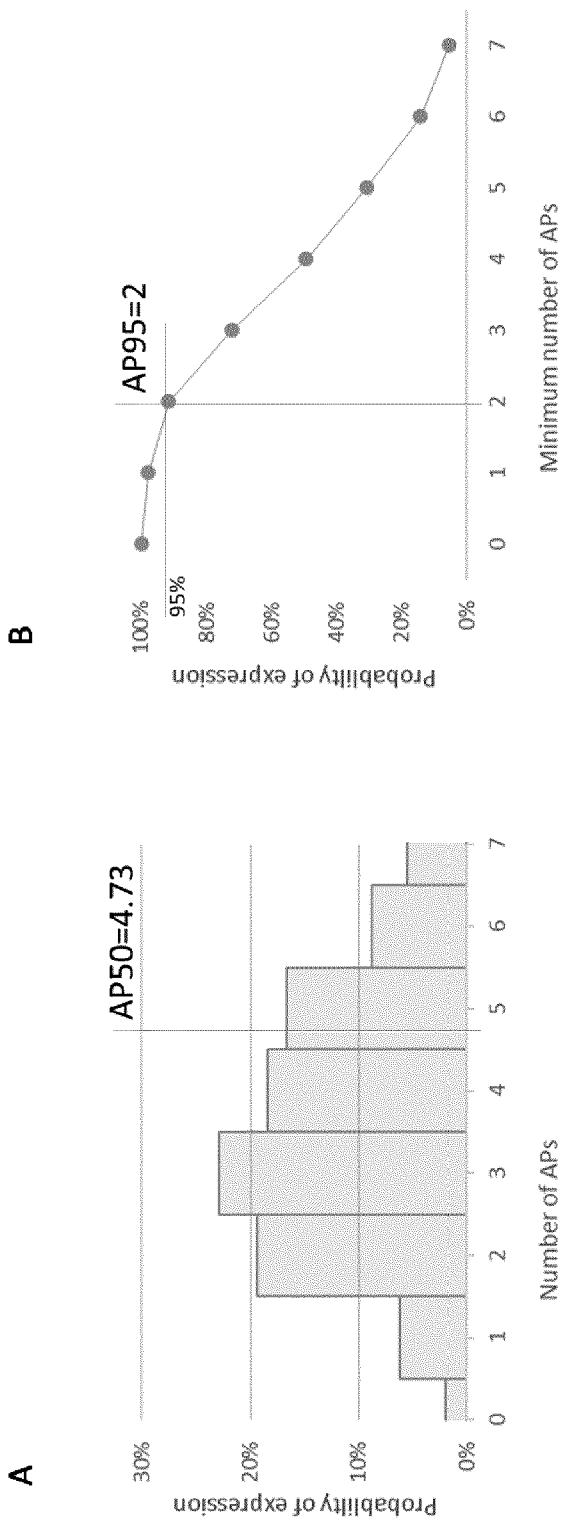 A
AP50=4.73
30%
20%
10%
0%
Probability of expression
0 1 2 3 4 5 6 7
Number of APs
B
AP95=2
100%
95%
80%
60%
40%
20%
0%
Probability of expression
0 1 2 3 4 5 6 7
Minimum number of APs